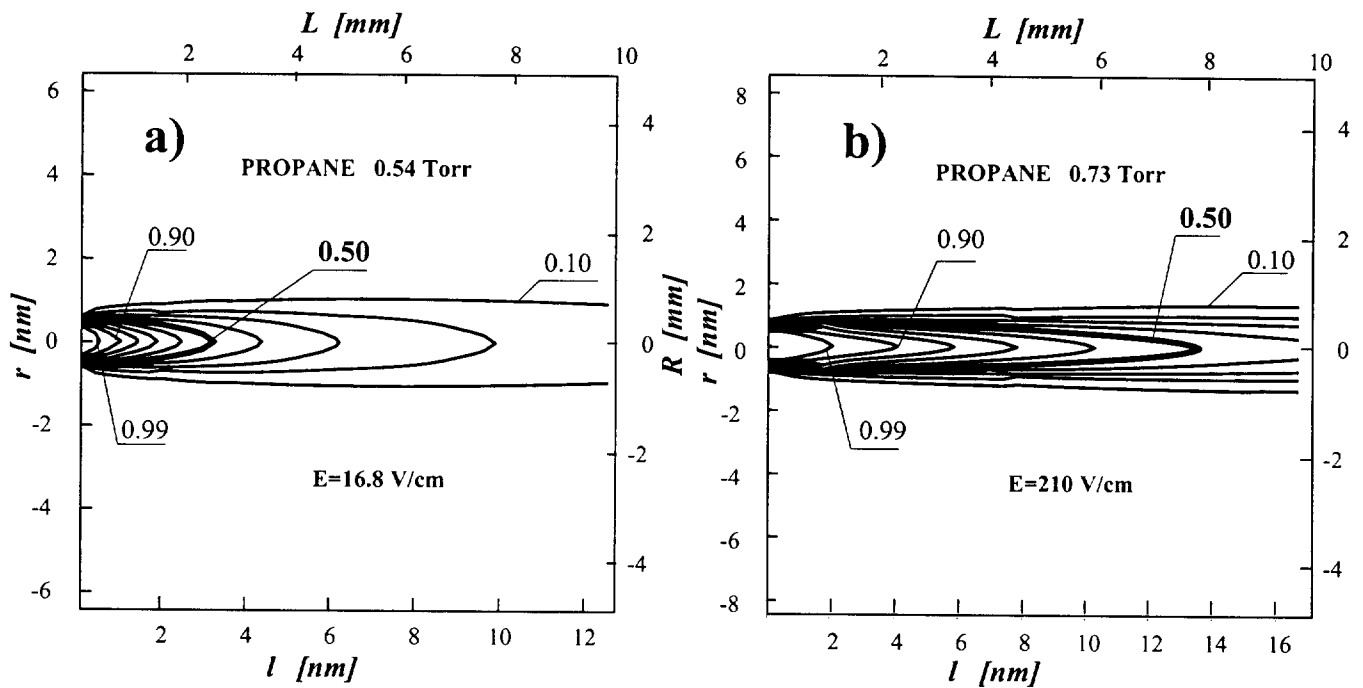 L [mm]
2 4 6 8 10
a)
PROPANE 0.54 Torr
0.90
0.50
0.10
0.99
E=16.8 V/cm
6
4
2
0
-2
-4
-6
r [nm]
4
2
0
-2
-4
R [mm]
2 4 6 8 10 12
l [nm]
L [mm]
2 4 6 8 10
b)
PROPANE 0.73 Torr
0.50
0.90
0.10
0.99
E=210 V/cm
8
6
4
2
0
-2
-4
-6
-8
r [nm]
4
2
0
-2
-4
2 4 6 8 10 12 14 16
l [nm]